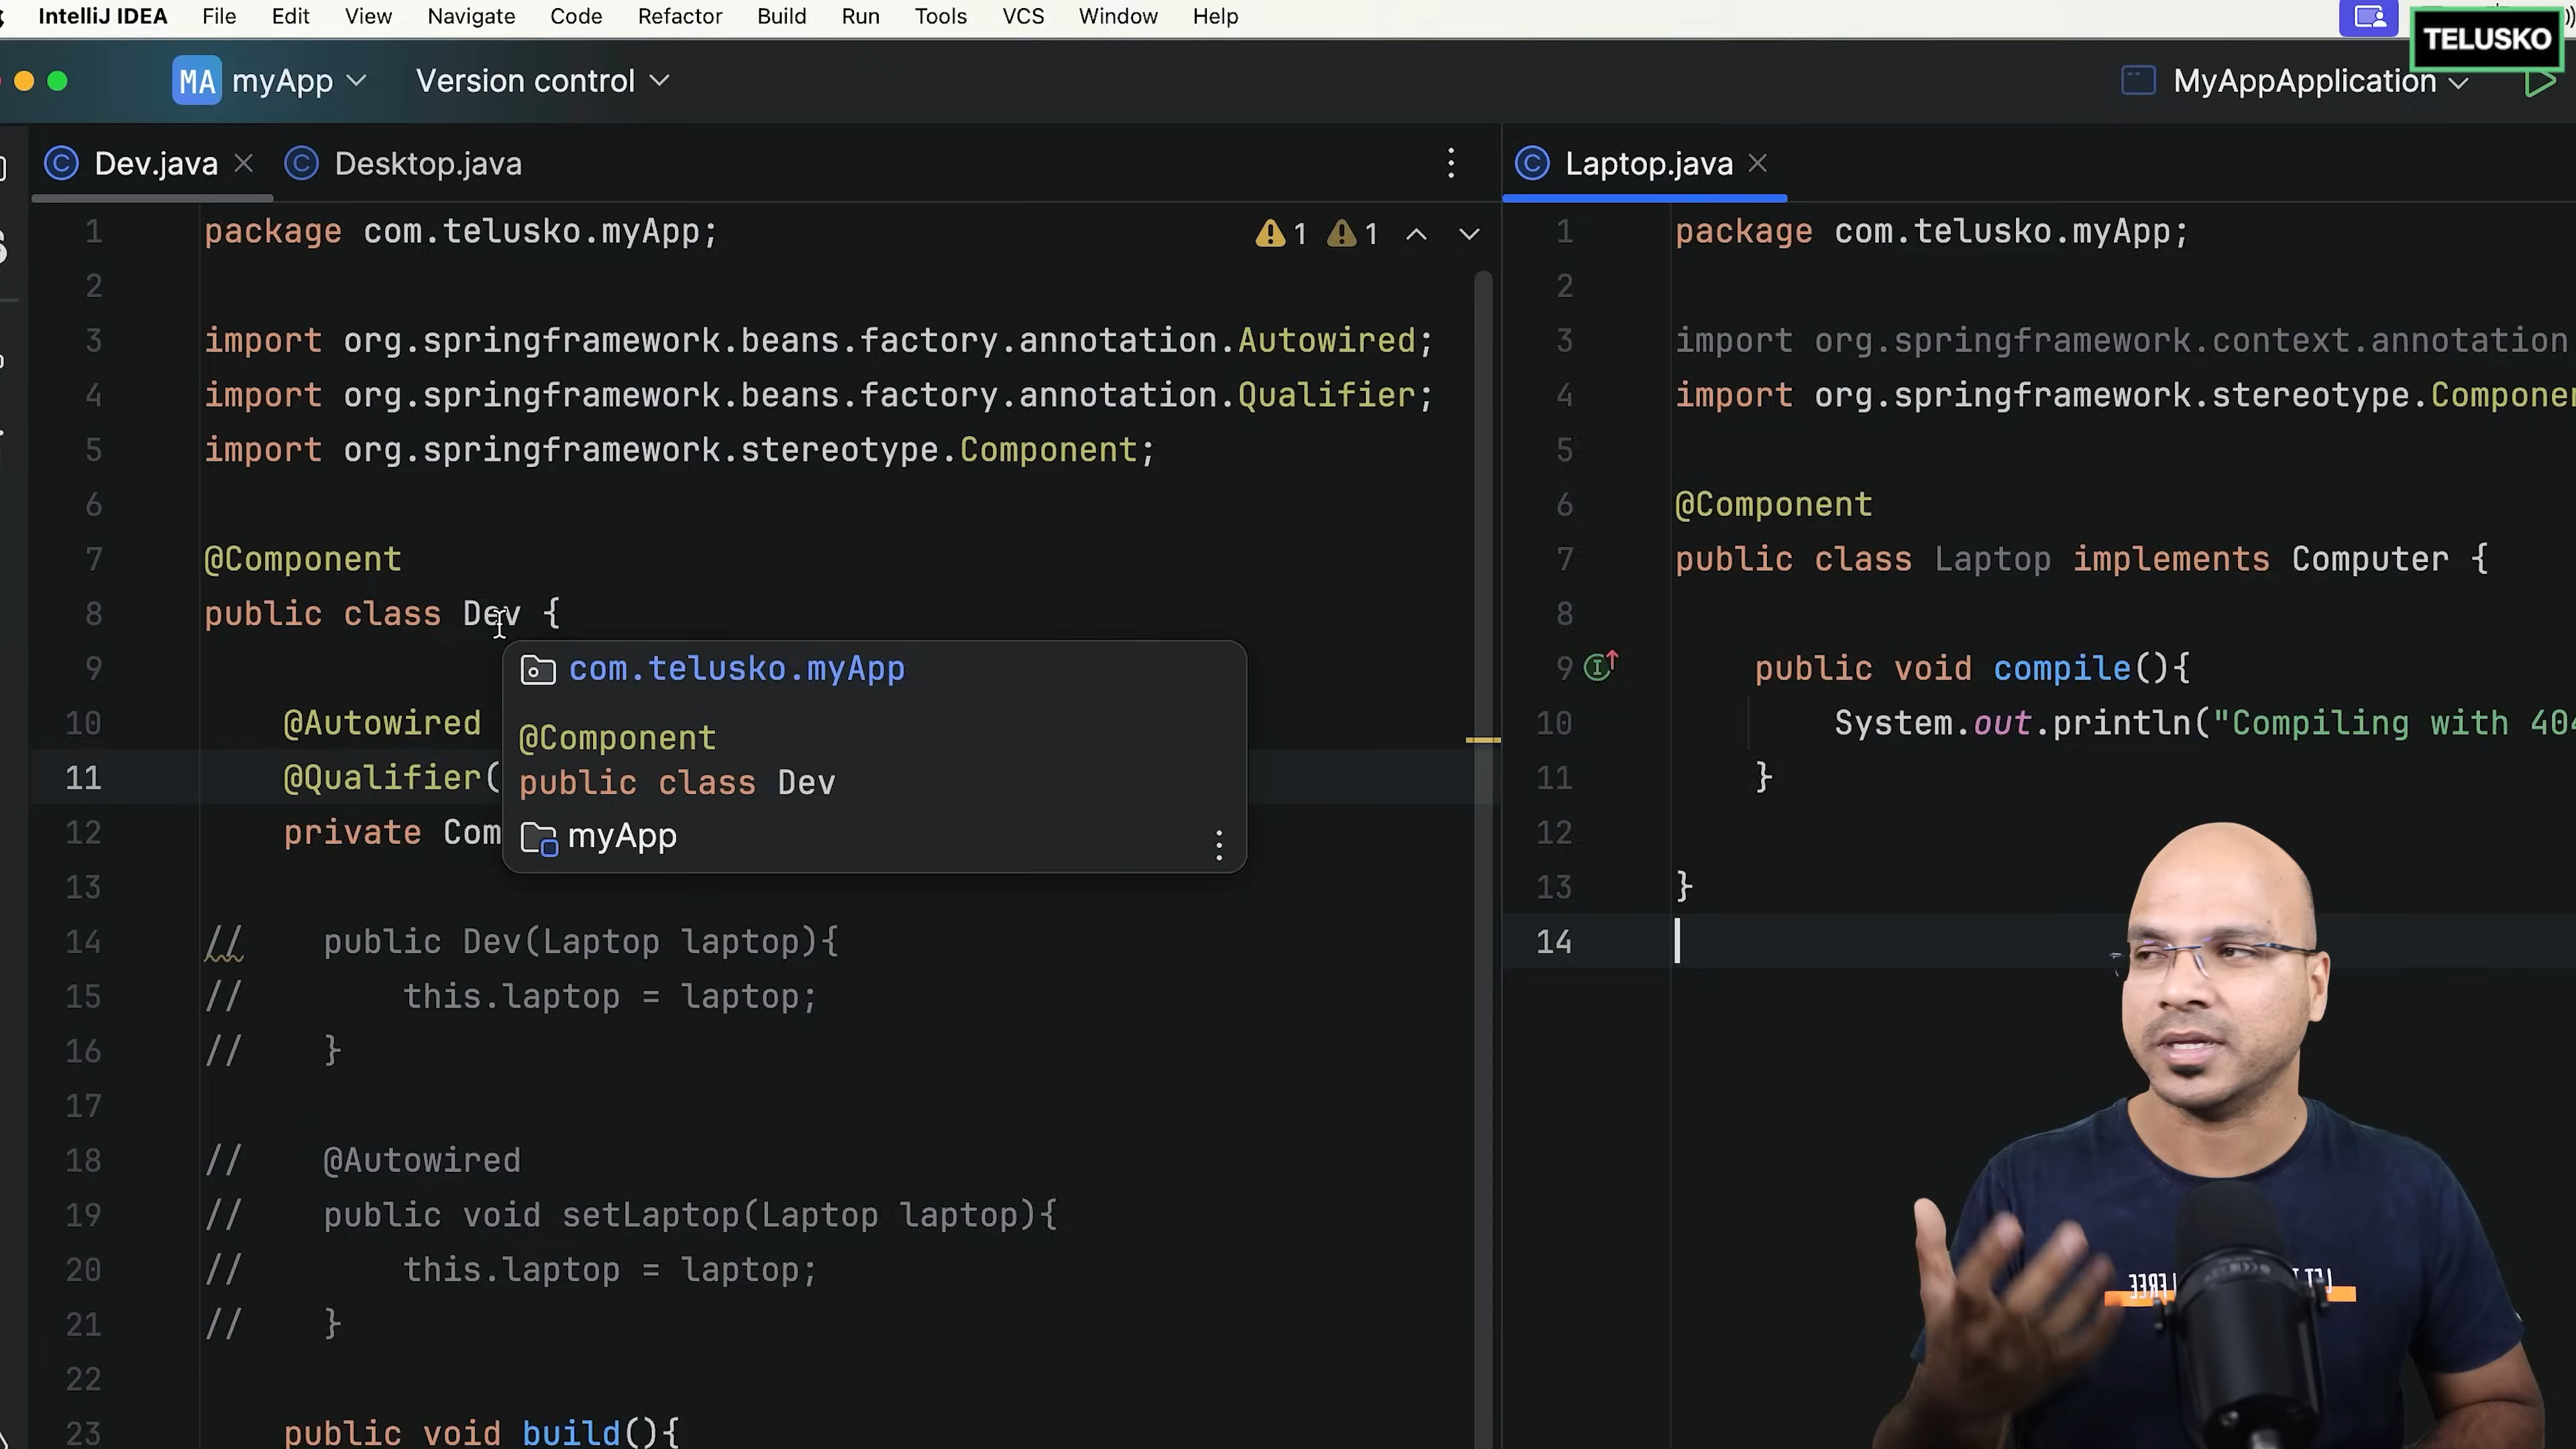 IntelliJ IDEA File Edit View Navigate Code Refactor Build Run Tools VCS Window Help
TELUSKO
MA myApp Version control MyAppApplication
Dev.java Desktop.java
1 package com.telusko.myApp; 1 1
2
3 import org.springframework.beans.factory.annotation.Autowired;
4 import org.springframework.beans.factory.annotation.Qualifier;
5 import org.springframework.stereotype.Component;
6
7 @Component
8 public class Dev {
9
10 @Autowired
11 @Qualifier(
12 private Com
13
14 // public Dev(Laptop laptop){
15 // this.laptop = laptop;
16 // }
17
18 // @Autowired
19 // public void setLaptop(Laptop laptop){
20 // this.laptop = laptop;
21 // }
22
23 public void build(){
com.telusko.myApp
@Component
public class Dev
myApp
Laptop.java
1 package com.telusko.myApp;
2
3 import org.springframework.context.annotation
4 import org.springframework.stereotype.Compone
5
6 @Component
7 public class Laptop implements Computer {
8
9 public void compile(){
10 System.out.println("Compiling with 404
11 }
12
13 }
14